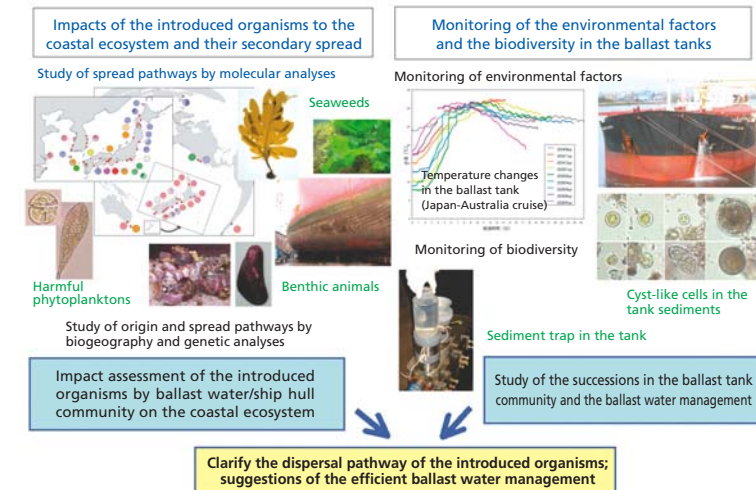 Impacts of the introduced organisms to the
coastal ecosystem and their secondary spread
Study of spread pathways by molecular analyses
Seaweeds
Harmful
phytoplanktons
Benthic animals
Study of origin and spread pathways by
biogeography and genetic analyses
Impact assessment of the introduced
organisms by ballast water/ship hull
community on the coastal ecosystem
Monitoring of the environmental factors
and the biodiversity in the ballast tanks
Monitoring of environmental factors
Temperature changes
in the ballast tank
(Japan-Australia cruise)
Monitoring of biodiversity
Cyst-like cells in the
tank sediments
Sediment trap in the tank
Study of the successions in the ballast tank
community and the ballast water management
Clarify the dispersal pathway of the introduced organisms;
suggestions of the efficient ballast water management